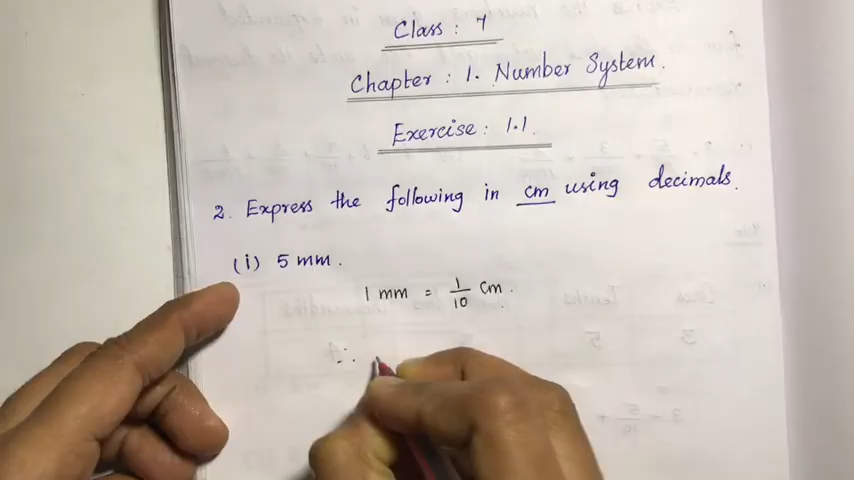 Class : 7
Chapter : 1. Number System.
Exercise : 1.1.
2. Express the following in cm using decimals.
(i) 5 mm.
1 mm = 1/10 cm.
∴